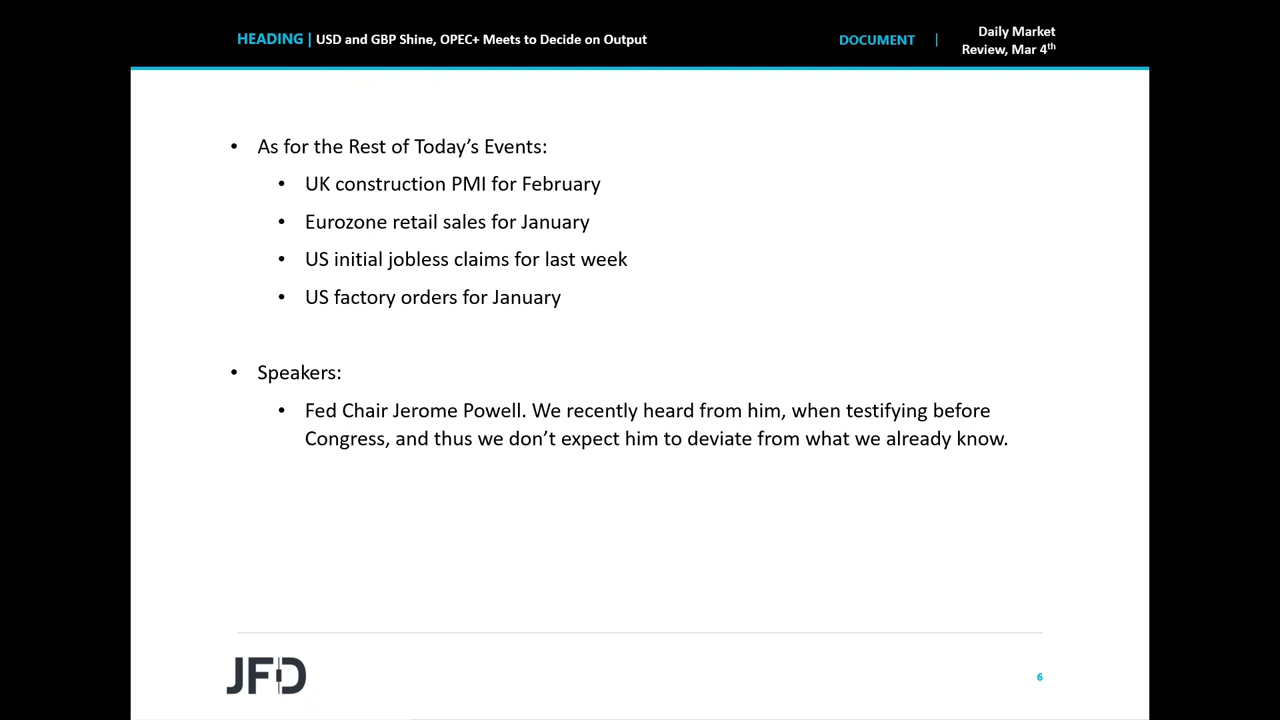 HEADING | USD and GBP Shine, OPEC+ Meets to Decide on Output
DOCUMENT |
Daily Market
Review, Mar 4th
• As for the Rest of Today’s Events:
• UK construction PMI for February
• Eurozone retail sales for January
• US initial jobless claims for last week
• US factory orders for January
• Speakers:
• Fed Chair Jerome Powell. We recently heard from him, when testifying before
Congress, and thus we don’t expect him to deviate from what we already know.
JFD
6